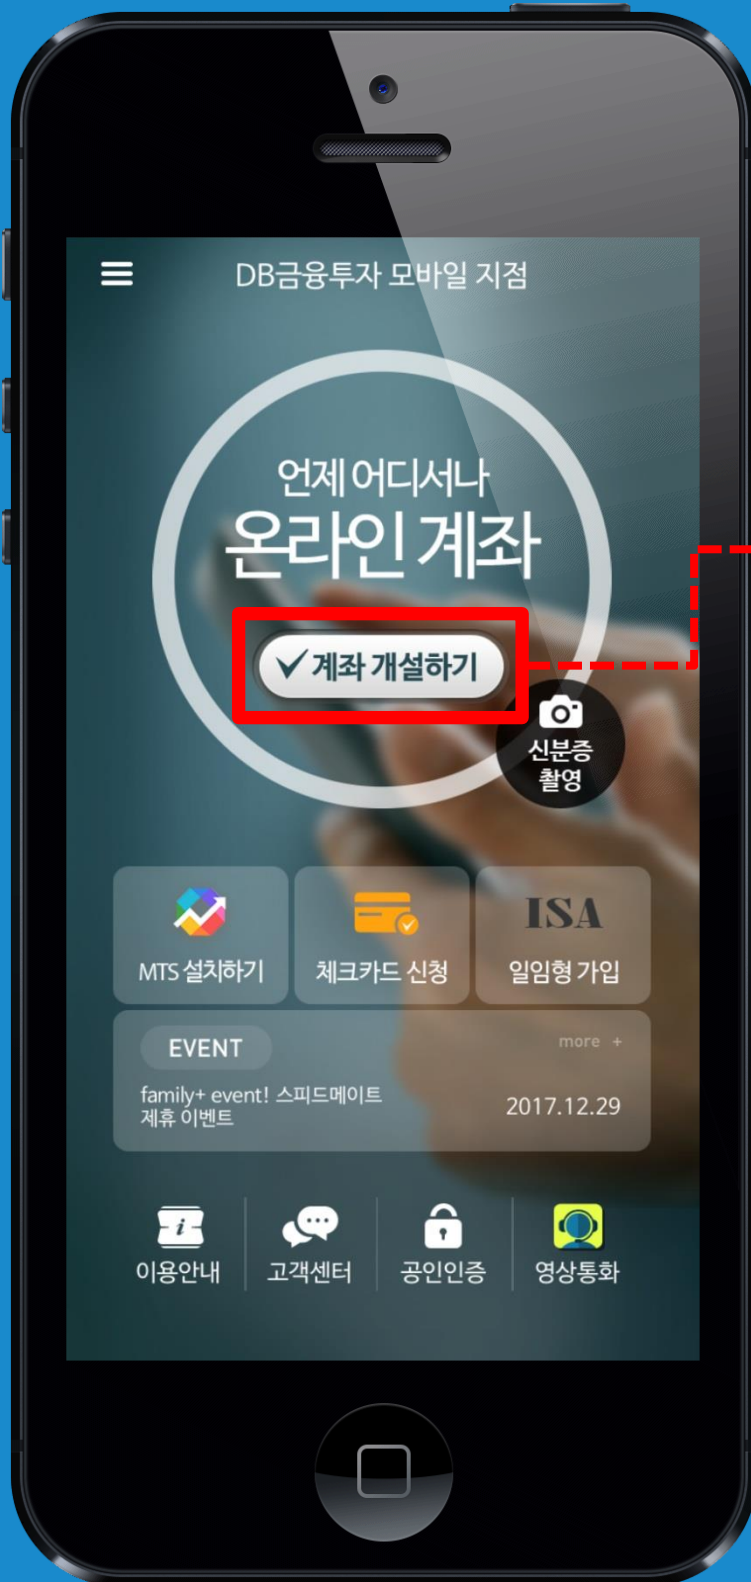 DB금융투자 모바일 지점
언제 어디서나
온라인 계좌
계좌 개설하기
신분증
촬영
ISA
MTS 설치하기
체크카드 신청
일임형 가입
EVENT
more +
family+ event! 스피드메이트
제휴 이벤트
2017.12.29
이용안내
고객센터
공인인증
영상통화